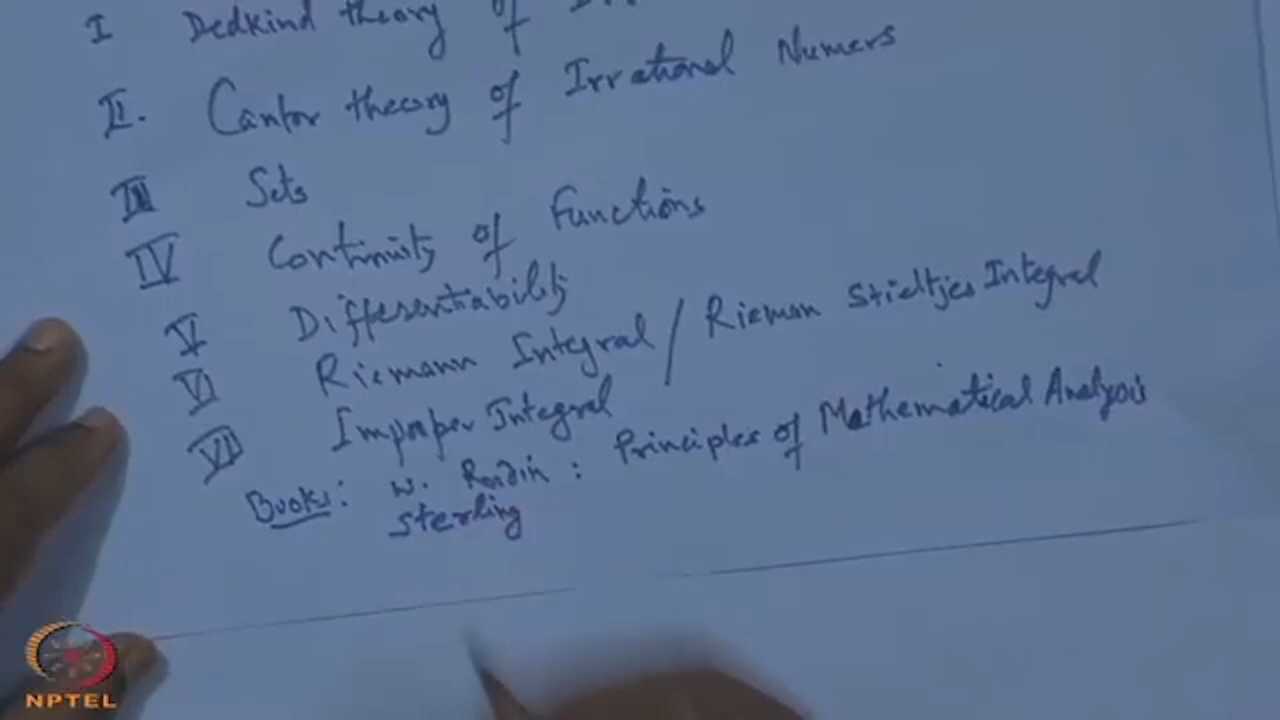 I Dedkind theory of
II. Cantor theory of Irrational Numers
III Sets
IV Continuity of Functions
V Differentiability
VI Riemann Integral / Rieman Stieltjes Integral
VII Improper Integral
Books: W. Rudin : Principles of Mathematical Analysis
Sterling
NPTEL